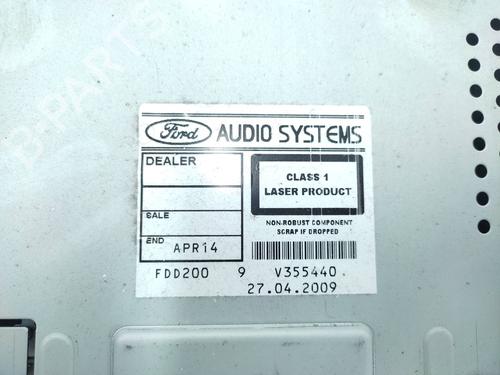 B-PARTS
Ford AUDIO SYSTEMS
DEALER
CLASS 1
LASER PRODUCT
SALE
NON-ROBUST COMPONENT
SCRAP IF DROPPED
END APR14
FDD200 9 V355440
27.04.2009